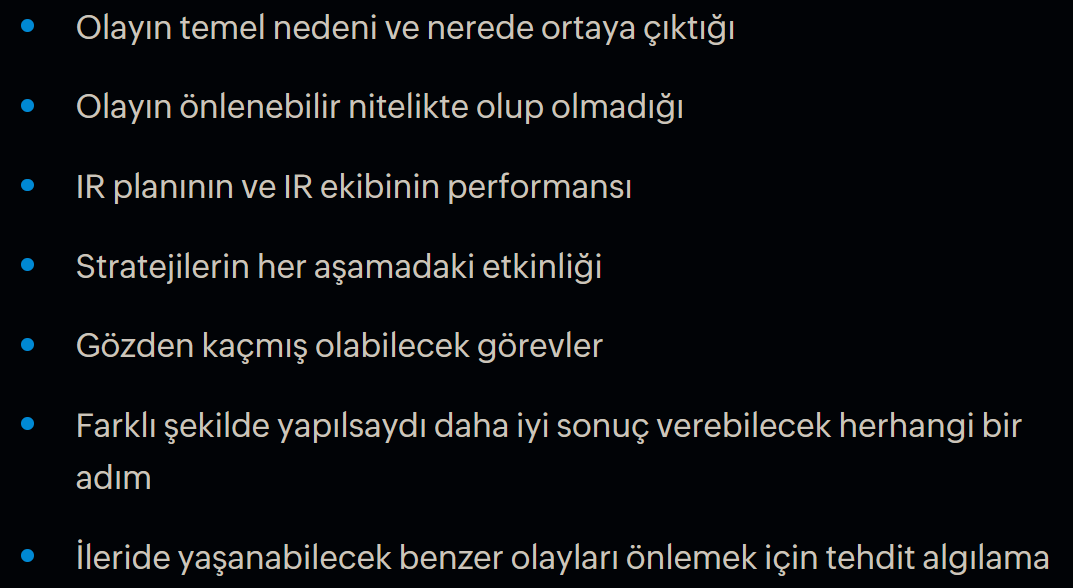 Olayın temel nedeni ve nerede ortaya çıktığı
Olayın önlenebilir nitelikte olup olmadığı
IR planının ve IR ekibinin performansı
Stratejilerin her aşamadaki etkinliği
Gözden kaçmış olabilecek görevler
Farklı şekilde yapılsaydı daha iyi sonuç verebilecek herhangi bir
adım
İleride yaşanabilecek benzer olayları önlemek için tehdit algılama